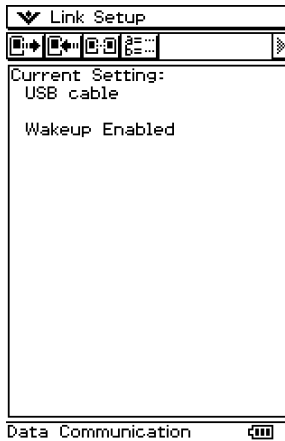 Link Setup
Current Setting:
USB cable
Wakeup Enabled
Data Communication